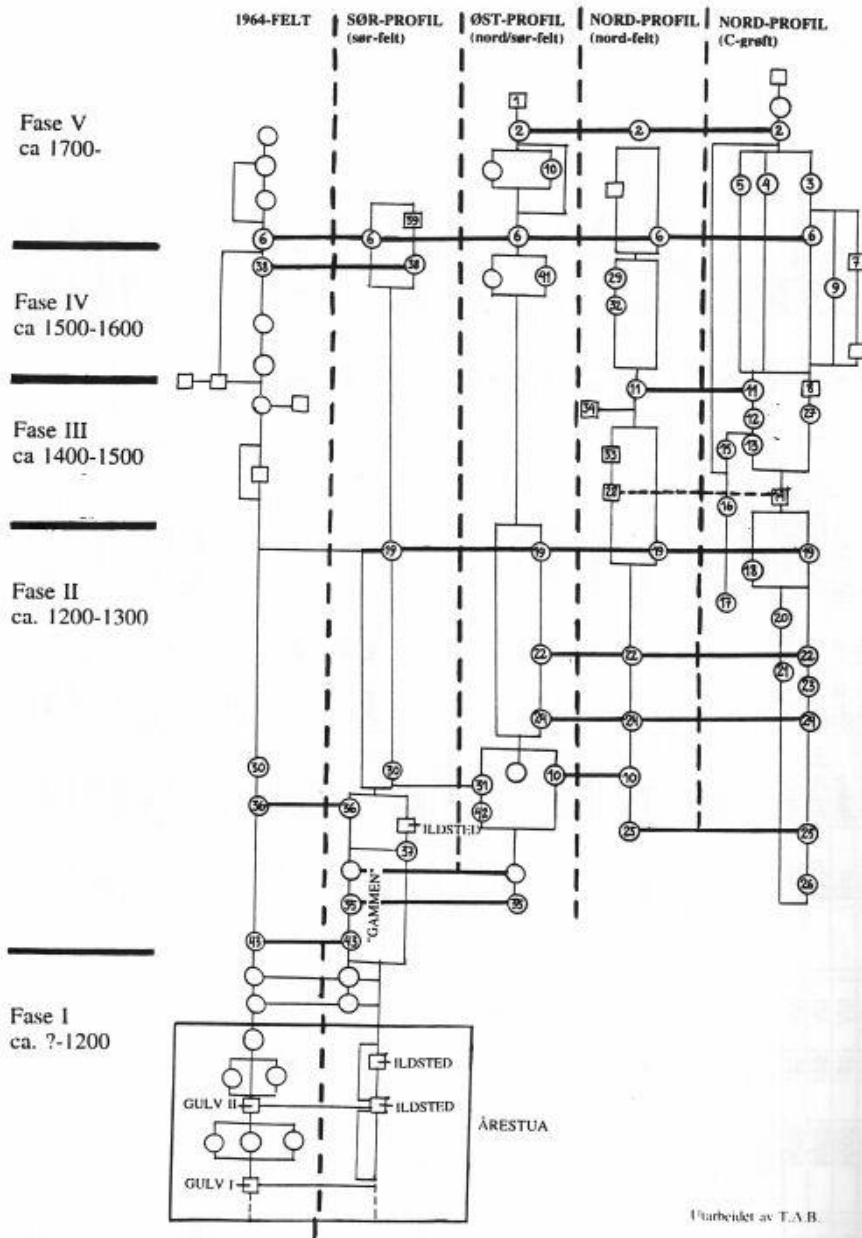 1964-FELT
SØR-PROFIL
(sør-felt)
ØST-PROFIL
(nord/sør-felt)
NORD-PROFIL
(nord-felt)
NORD-PROFIL
(C-grøft)
Fase V
ca 1700-
1
2 2 2
10 5 4 3
39
6 6 6 6 6
38 38
7
41 29 9
32
Fase IV
ca 1500-1600
11 11 8
34 12 27
Fase III
ca 1400-1500
33 15 13
28
16
19 19 19 19
18
Fase II
ca. 1200-1300
17
20
22 22 22
21
23
24 24 24
30 30 31 10 10
36 36 42
ILDSTED
25 25
37
26
"GAMMEN"
35 35
43 43
Fase I
ca. ?-1200
ILDSTED
GULV II
ILDSTED
ÅRESTUA
GULV I
Utarbeidet av T.A.B.